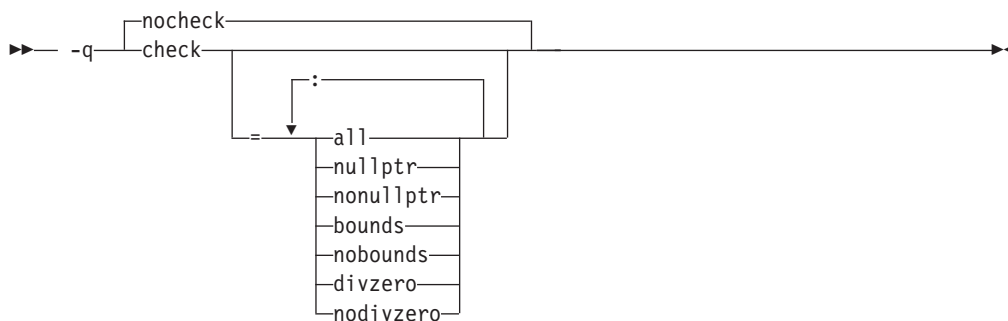 nocheck
-q check
:
= all
nullptr
nonullptr
bounds
nobounds
divzero
nodivzero